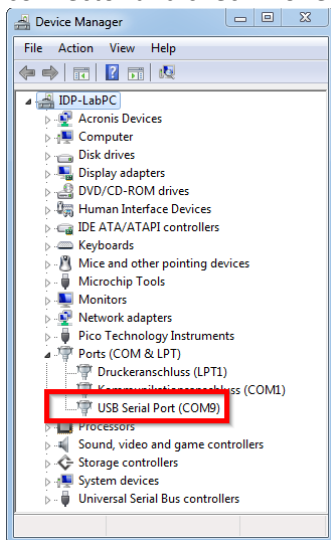 Device Manager
File Action View Help
IDP-LabPC
Acronis Devices
Computer
Disk drives
Display adapters
DVD/CD-ROM drives
Human Interface Devices
IDE ATA/ATAPI controllers
Keyboards
Mice and other pointing devices
Microchip Tools
Monitors
Network adapters
Pico Technology Instruments
Ports (COM & LPT)
Druckeranschluss (LPT1)
Kommunikationsanschluss (COM1)
USB Serial Port (COM9)
Processors
Sound, video and game controllers
Storage controllers
System devices
Universal Serial Bus controllers